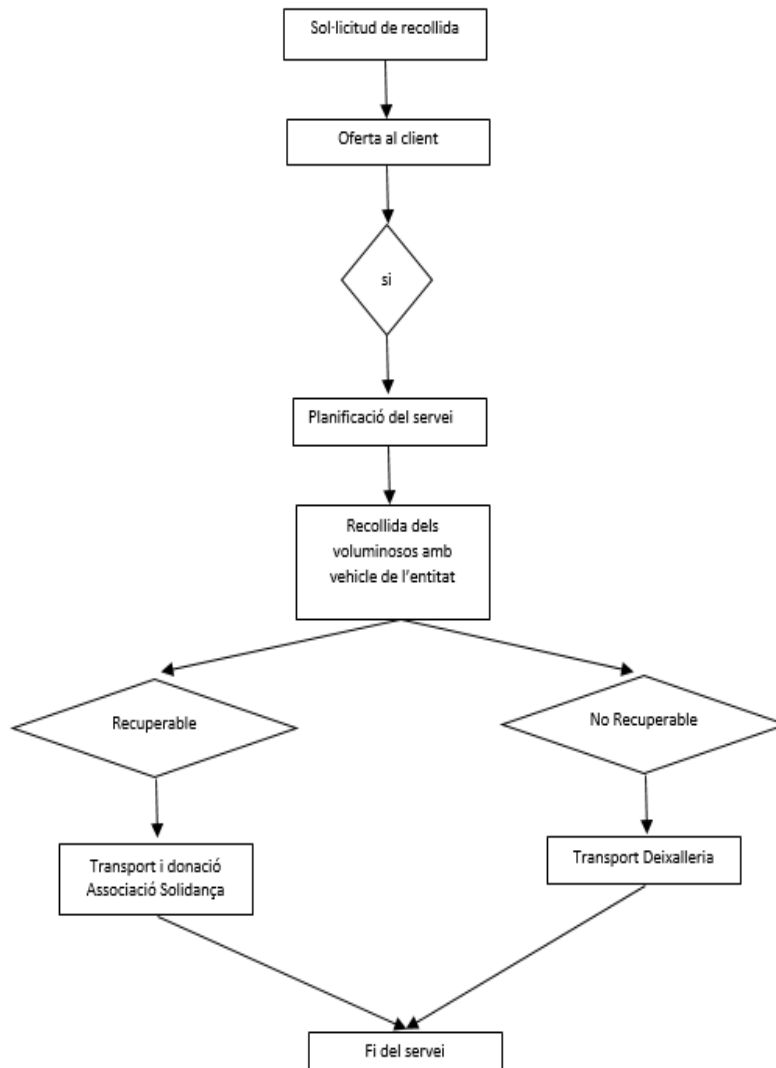 Sol·licitud de recollida
Oferta al client
si
Planificació del servei
Recollida dels
voluminosos amb
vehicle de l'entitat
Recuperable
No Recuperable
Transport i donació
Associació Solidança
Transport Deixalleria
Fi del servei